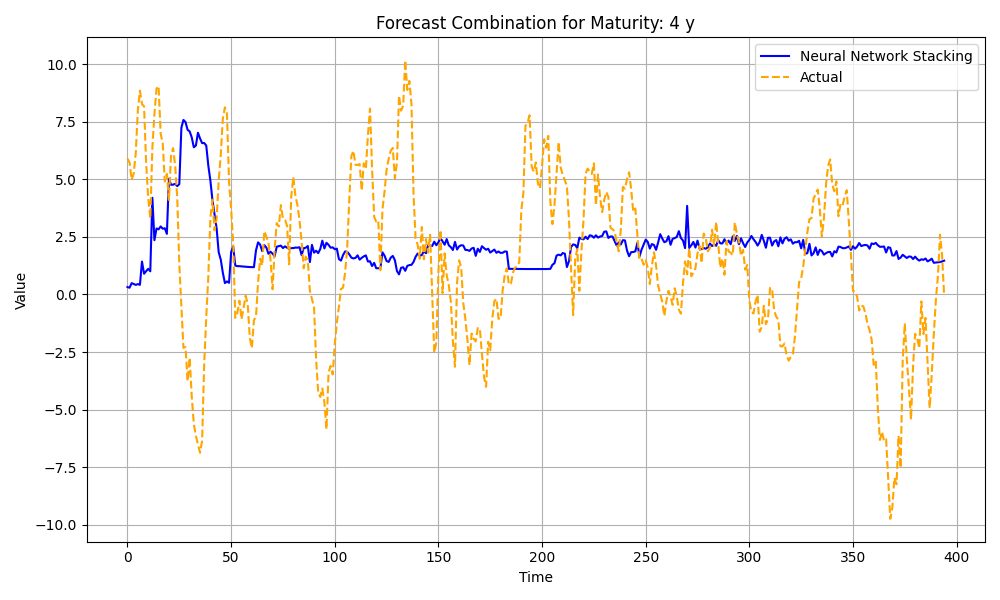 Forecast Combination for Maturity: 4 y
Neural Network Stacking
Actual
Value
10.0
7.5
5.0
2.5
0.0
−2.5
−5.0
−7.5
−10.0
0 50 100 150 200 250 300 350 400
Time